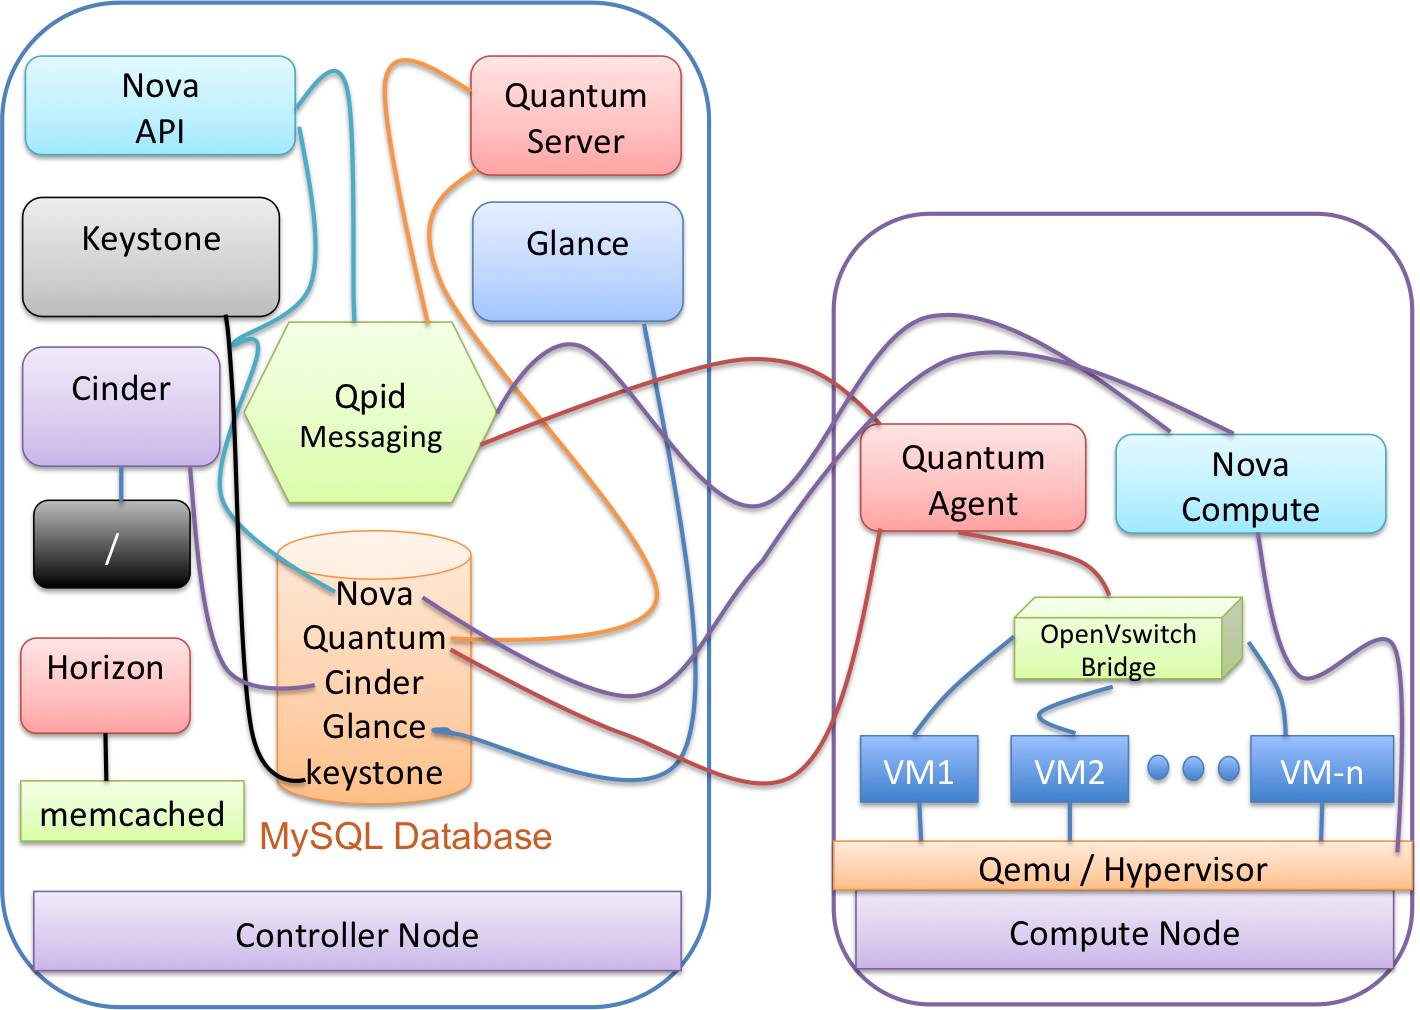 Nova
API
Quantum
Server
Keystone
Glance
Cinder
Qpid
Messaging
/
Nova
Quantum
Cinder
Glance
keystone
Horizon
memcached
MySQL Database
Controller Node
Quantum
Agent
Nova
Compute
OpenVswitch
Bridge
VM1
VM2
VM-n
Qemu / Hypervisor
Compute Node